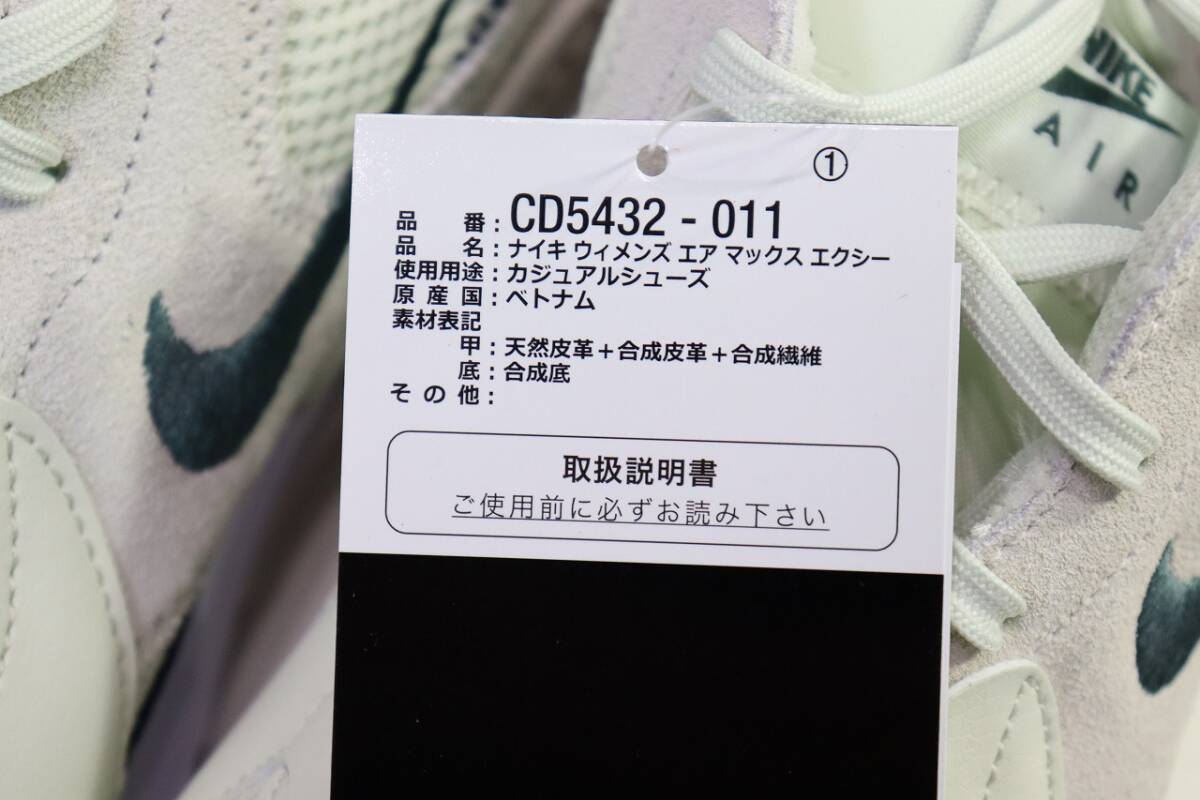 ①
品 番：CD5432 - 011
品 名：ナイキ ウィメンズ エア マックス エクシー
使用用途：カジュアルシューズ
原 産 国：ベトナム
素材表記
甲：天然皮革＋合成皮革＋合成繊維
底：合成底
そ の 他：
取扱説明書
ご使用前に必ずお読み下さい
NIKE
AIR